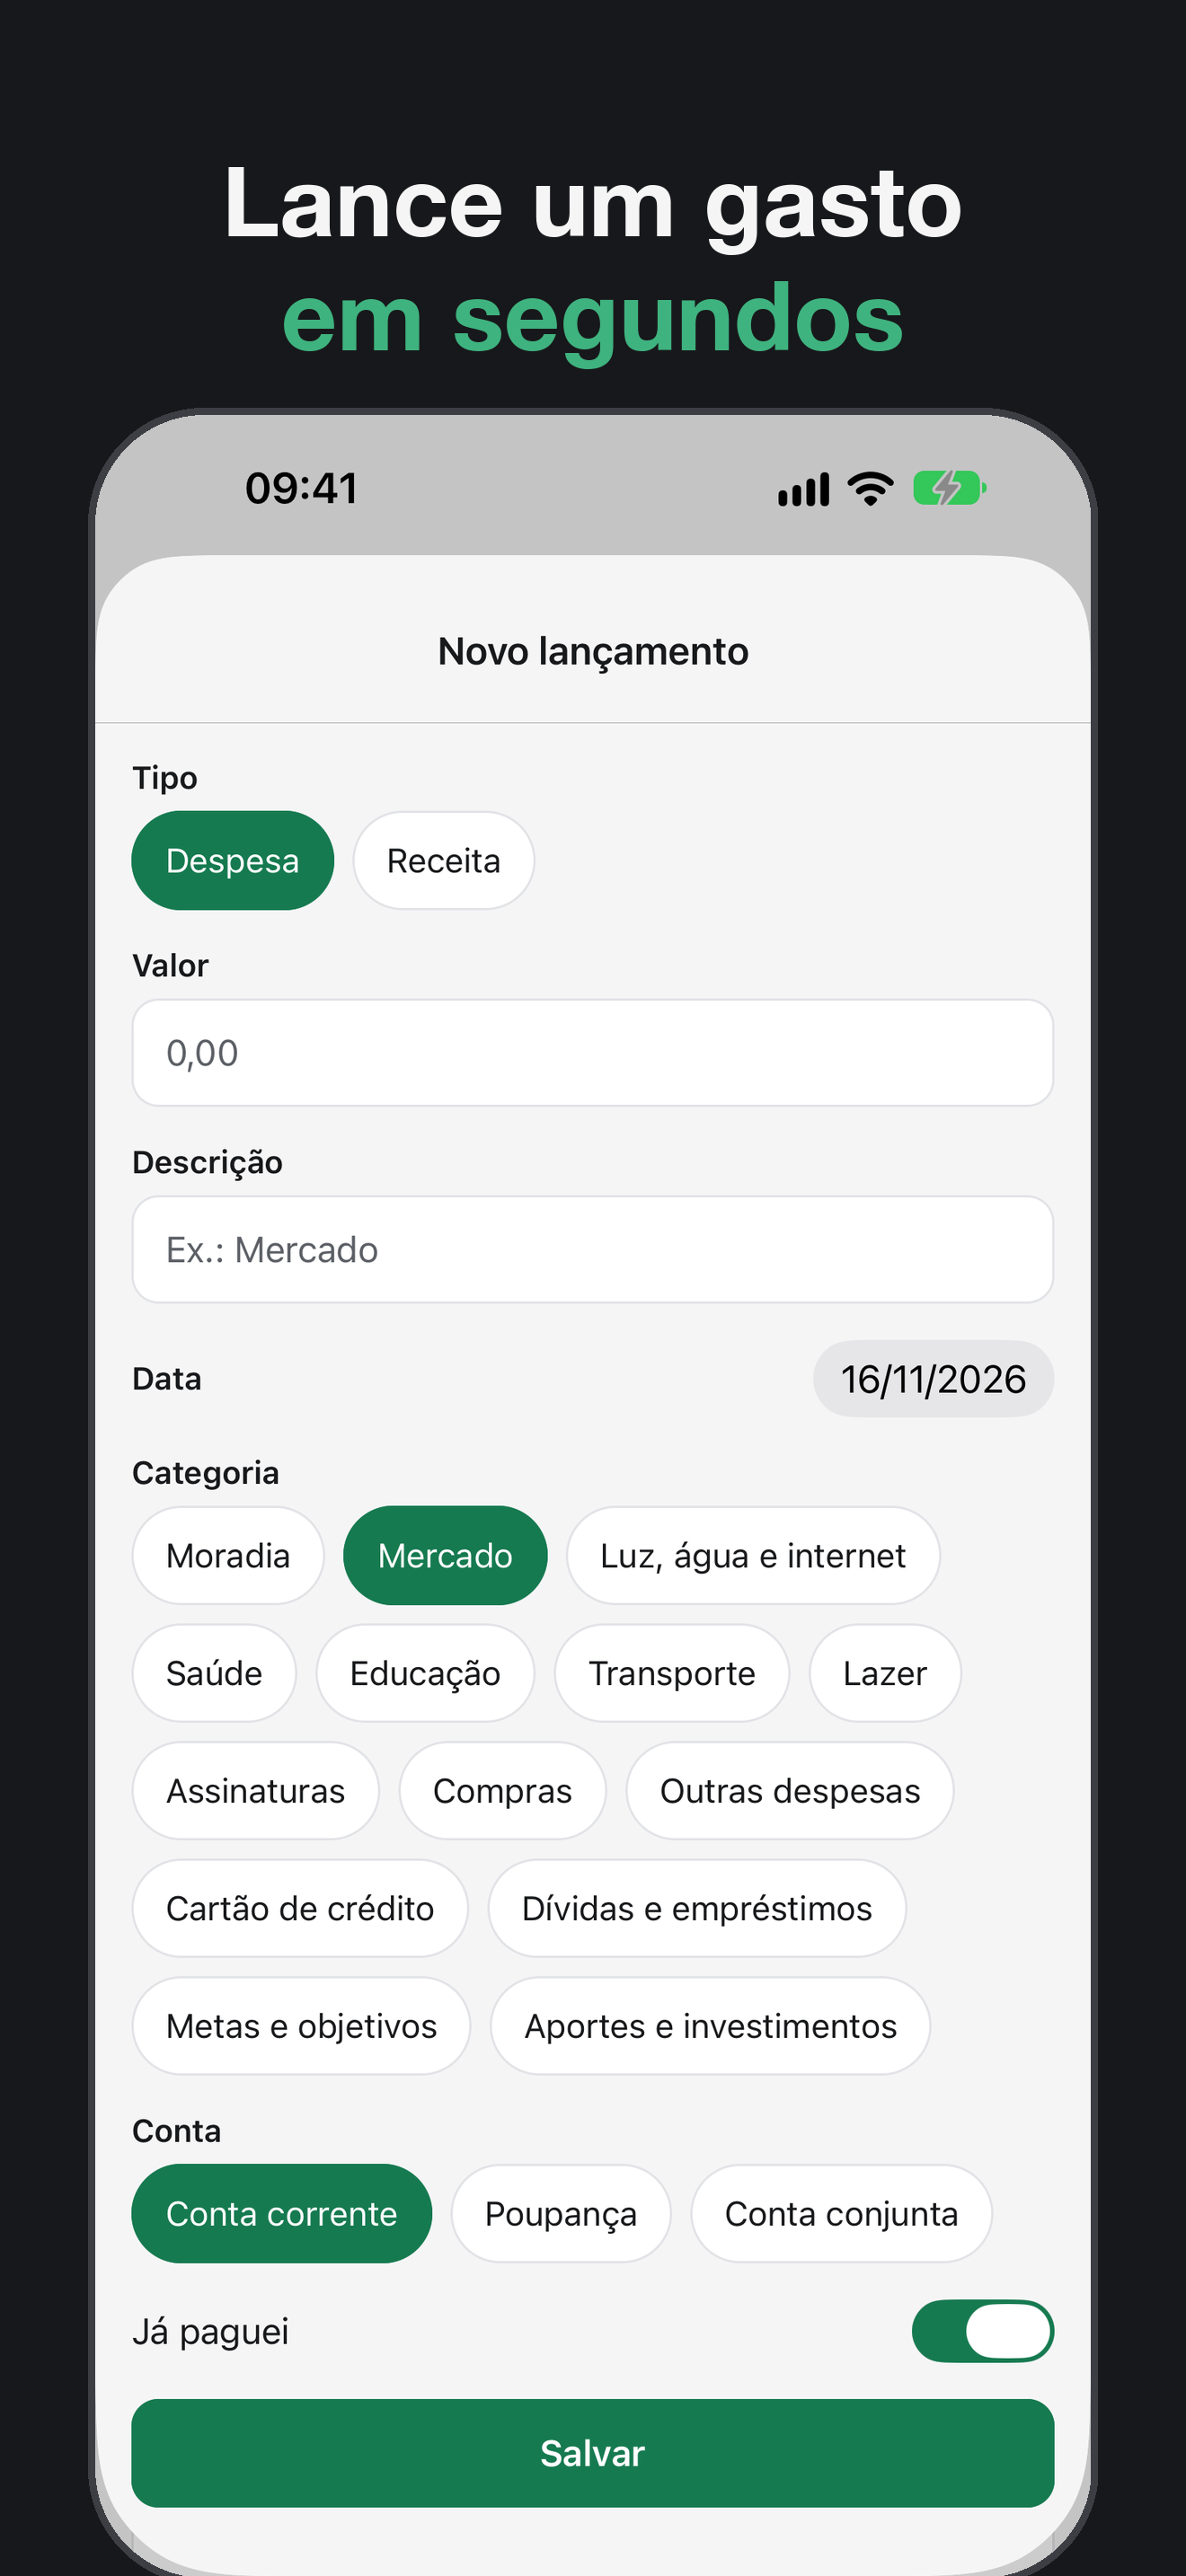 Lance um gasto
em segundos
09:41
Novo lançamento
Tipo
Despesa Receita
Valor
0,00
Descrição
Ex.: Mercado
Data 16/11/2026
Categoria
Moradia Mercado Luz, água e internet
Saúde Educação Transporte Lazer
Assinaturas Compras Outras despesas
Cartão de crédito Dívidas e empréstimos
Metas e objetivos Aportes e investimentos
Conta
Conta corrente Poupança Conta conjunta
Já paguei
Salvar